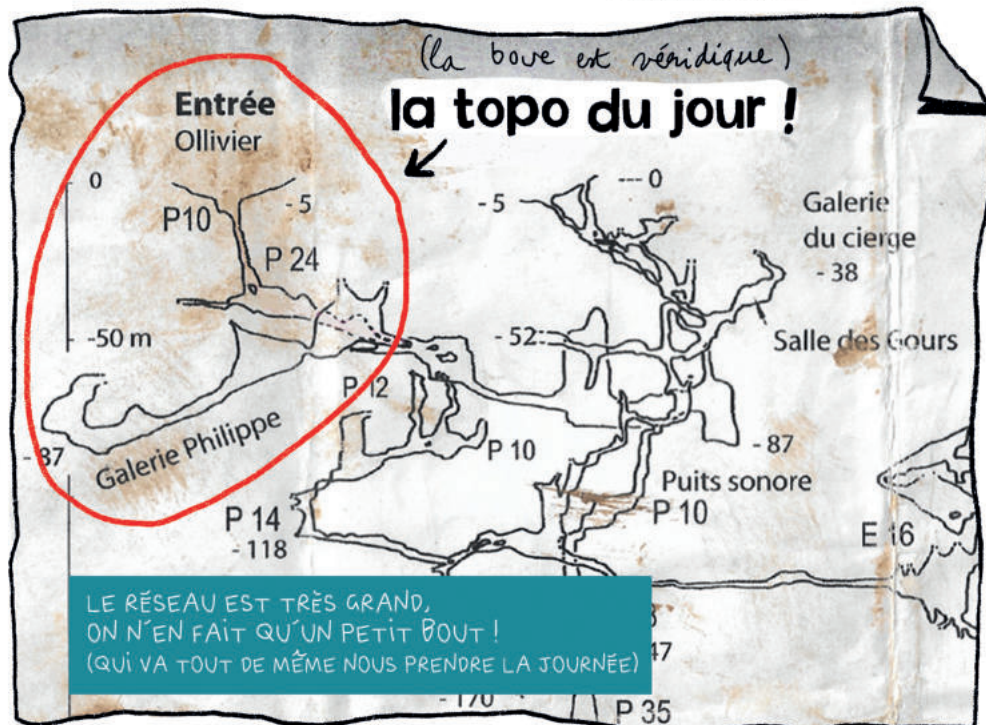 (la boue est véridique)
la topo du jour !
Entrée
Ollivier
0
--- 0
P10
- 5
- 5
Galerie
du cierge
- 38
P 24
-50 m
- 52
Salle des Gours
P 12
- 87
Galerie Philippe
P 10
- 87
Puits sonore
P 14
P 10
- 118
E 16
LE RÉSEAU EST TRÈS GRAND,
ON N'EN FAIT QU'UN PETIT BOUT !
(QUI VA TOUT DE MÊME NOUS PRENDRE LA JOURNÉE)
47
- 170
P 35